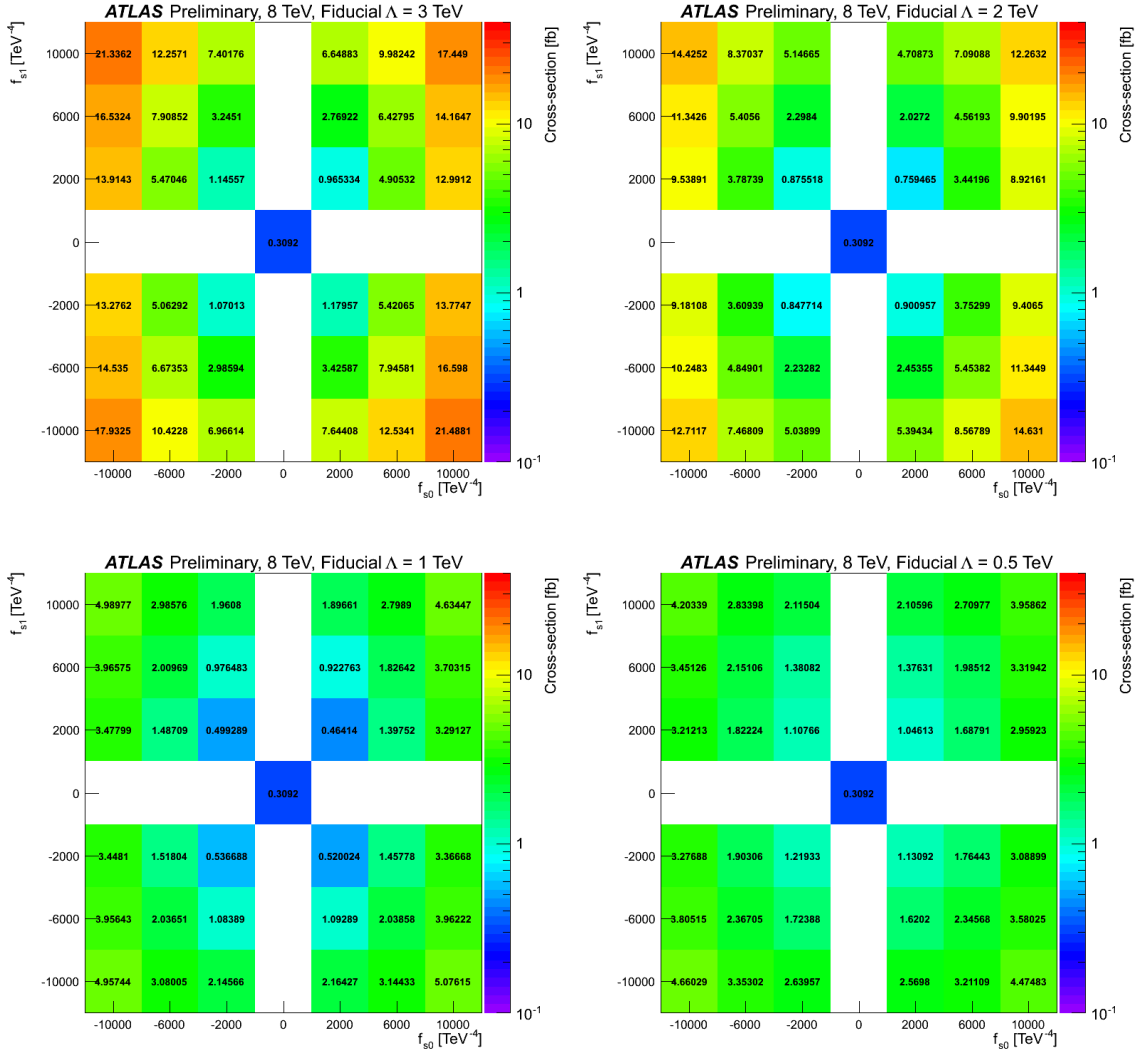 ATLAS Preliminary, 8 TeV, Fiducial Λ = 3 TeV
f_s1 [TeV^-4]
Cross-section [fb]
10000 21.3362 12.2571 7.40176 6.64883 9.98242 17.449
6000 16.5324 7.90852 3.2451 2.76922 6.42795 14.1647 10
2000 13.9143 5.47046 1.14557 0.965334 4.90532 12.9912
0 0.3092
-2000 13.2762 5.06292 1.07013 1.17957 5.42065 13.7747 1
-6000 14.535 6.67353 2.98594 3.42587 7.94581 16.598
-10000 17.9325 10.4228 6.96614 7.64408 12.5341 21.4881
10^-1
-10000 -6000 -2000 0 2000 6000 10000
f_s0 [TeV^-4]
ATLAS Preliminary, 8 TeV, Fiducial Λ = 2 TeV
f_s1 [TeV^-4]
Cross-section [fb]
10000 14.4252 8.37037 5.14665 4.70873 7.09088 12.2632
6000 11.3426 5.4056 2.2984 2.0272 4.56193 9.90195 10
2000 9.53891 3.78739 0.875518 0.759465 3.44196 8.92161
0 0.3092
-2000 9.18108 3.60939 0.847714 0.900957 3.75299 9.4065 1
-6000 10.2483 4.84901 2.23282 2.45355 5.45382 11.3449
-10000 12.7117 7.46809 5.03899 5.39434 8.56789 14.631
10^-1
-10000 -6000 -2000 0 2000 6000 10000
f_s0 [TeV^-4]
ATLAS Preliminary, 8 TeV, Fiducial Λ = 1 TeV
f_s1 [TeV^-4]
Cross-section [fb]
10000 4.98977 2.98576 1.9608 1.89661 2.7989 4.63447
6000 3.96575 2.00969 0.976483 0.922763 1.82642 3.70315 10
2000 3.47799 1.48709 0.499289 0.46414 1.39752 3.29127
0 0.3092
-2000 3.4481 1.51804 0.536688 0.520024 1.45778 3.36668 1
-6000 3.95643 2.03651 1.08389 1.09289 2.03858 3.96222
-10000 4.95744 3.08005 2.14566 2.16427 3.14433 5.07615
10^-1
-10000 -6000 -2000 0 2000 6000 10000
f_s0 [TeV^-4]
ATLAS Preliminary, 8 TeV, Fiducial Λ = 0.5 TeV
f_s1 [TeV^-4]
Cross-section [fb]
10000 4.20339 2.83398 2.11504 2.10596 2.70977 3.95862
6000 3.45126 2.15106 1.38082 1.37631 1.98512 3.31942 10
2000 3.21213 1.82224 1.10766 1.04613 1.68791 2.95923
0 0.3092
-2000 3.27688 1.90306 1.21933 1.13092 1.76443 3.08899 1
-6000 3.80515 2.36705 1.72388 1.6202 2.34568 3.58025
-10000 4.66029 3.35302 2.63957 2.5698 3.21109 4.47483
10^-1
-10000 -6000 -2000 0 2000 6000 10000
f_s0 [TeV^-4]